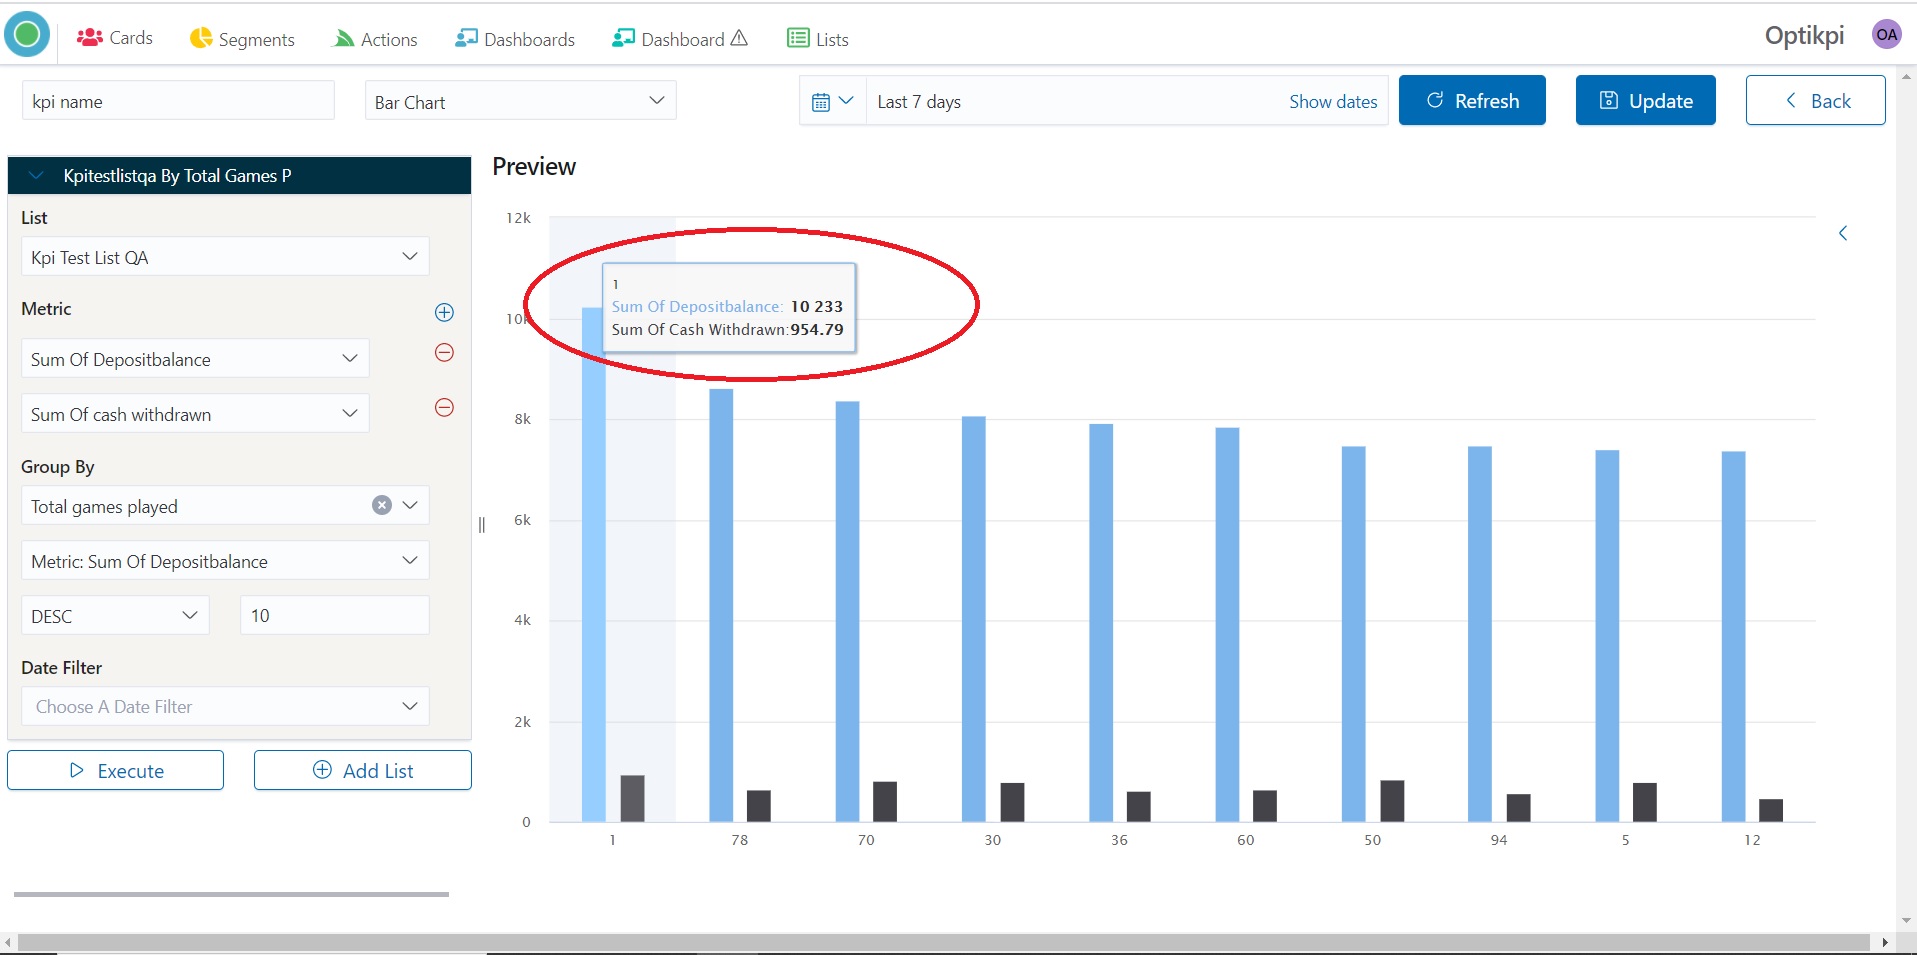 Cards
Segments
Actions
Dashboards
Dashboard
Lists
Optikpi
OA
kpi name
Bar Chart
Last 7 days
Show dates
Refresh
Update
Back
Kpitestlistqa By Total Games P
List
Kpi Test List QA
Metric
Sum Of Depositbalance
Sum Of cash withdrawn
Group By
Total games played
Metric: Sum Of Depositbalance
DESC
10
Date Filter
Choose A Date Filter
Execute
Add List
Preview
12k
10k
8k
6k
4k
2k
0
1
Sum Of Depositbalance: 10 233
Sum Of Cash Withdrawn:954.79
1 78 70 30 36 60 50 94 5 12